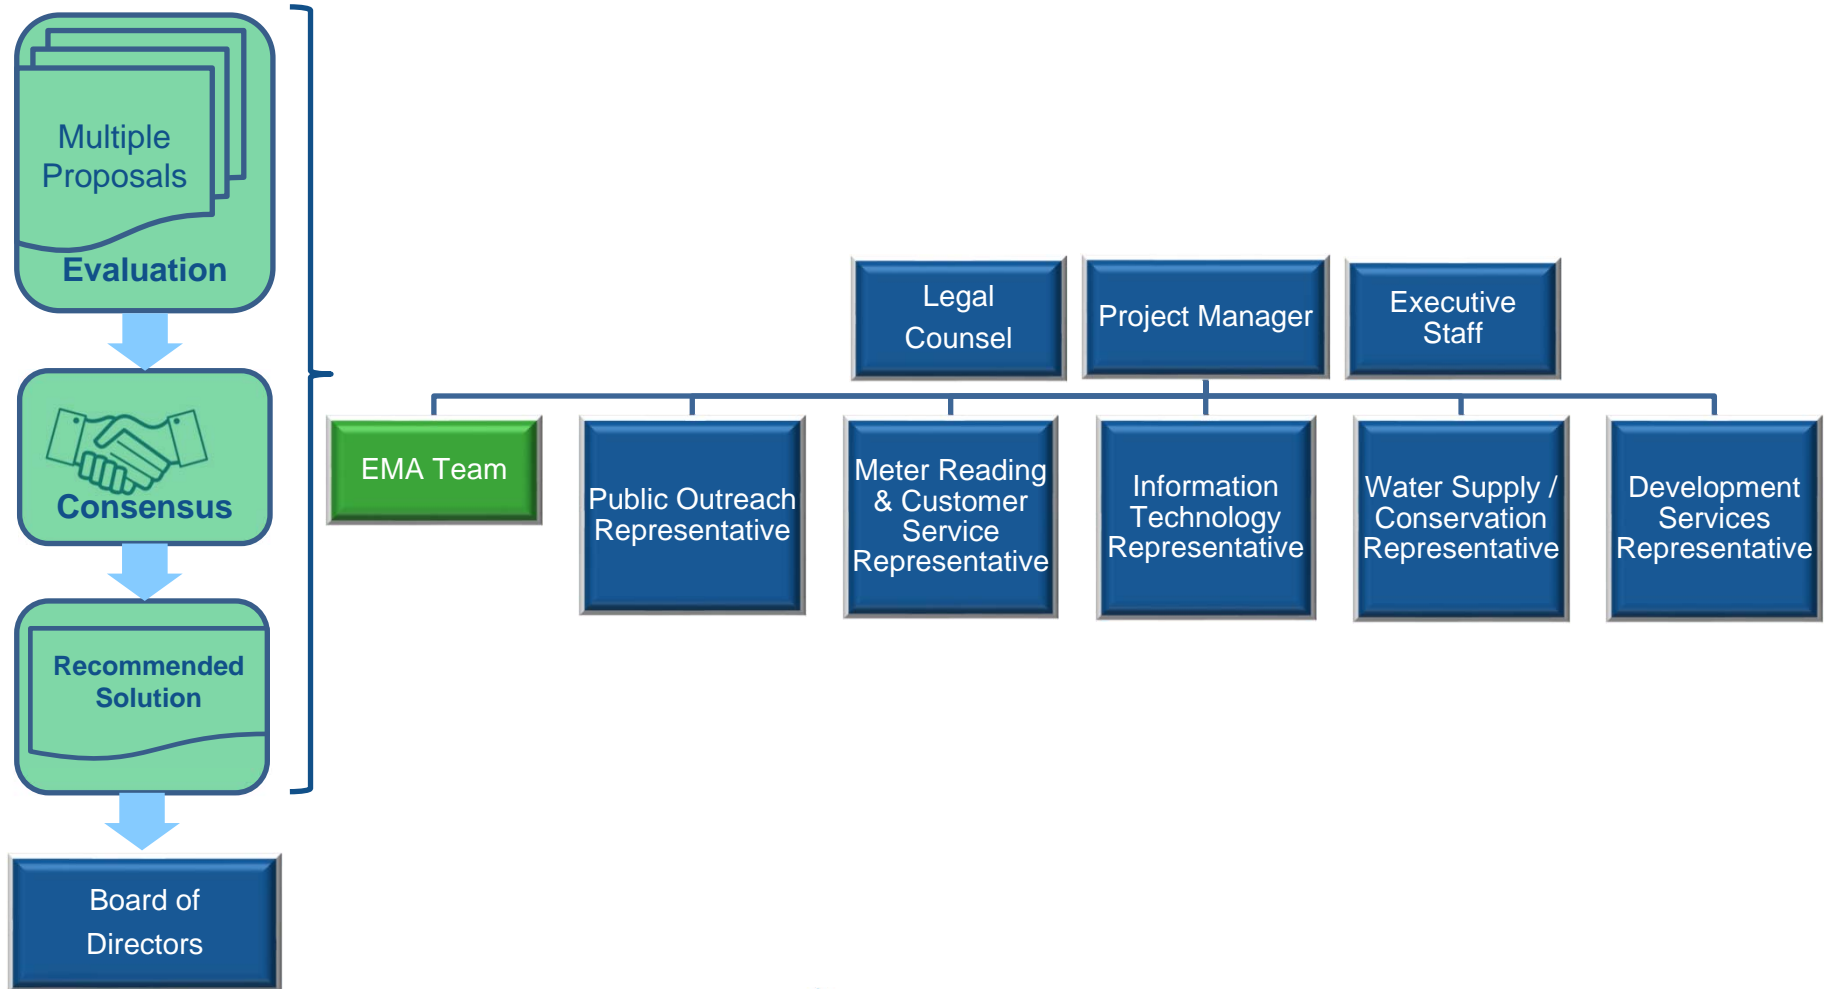 Multiple
Proposals
Evaluation
Consensus
Recommended
Solution
Board of
Directors
Legal
Counsel
Project Manager
Executive
Staff
EMA Team
Public Outreach
Representative
Meter Reading
& Customer
Service
Representative
Information
Technology
Representative
Water Supply /
Conservation
Representative
Development
Services
Representative